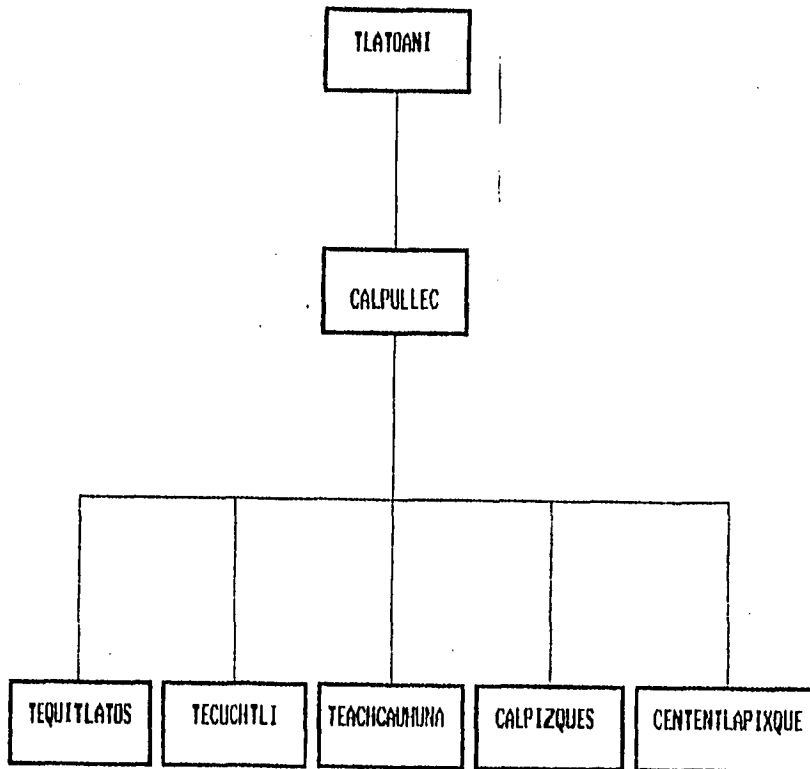 TLATOANI
CALPULLEC
TEQUITLATOS TECUCHTLI TEACHCAUHUNA CALPIZQUES CENTENTLAPIXQUE